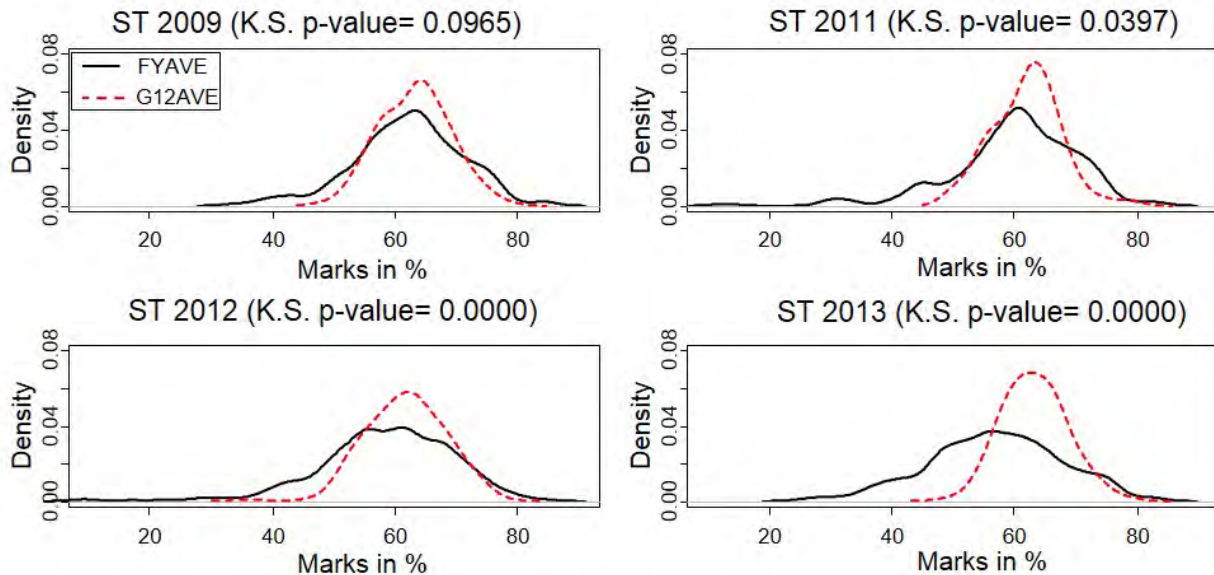 ST 2009 (K.S. p-value= 0.0965)
0.08
0.04
0.00
Density
FYAVE
G12AVE
20 40 60 80
Marks in %
ST 2011 (K.S. p-value= 0.0397)
0.08
0.04
0.00
Density
20 40 60 80
Marks in %
ST 2012 (K.S. p-value= 0.0000)
0.08
0.04
0.00
Density
20 40 60 80
Marks in %
ST 2013 (K.S. p-value= 0.0000)
0.08
0.04
0.00
Density
20 40 60 80
Marks in %